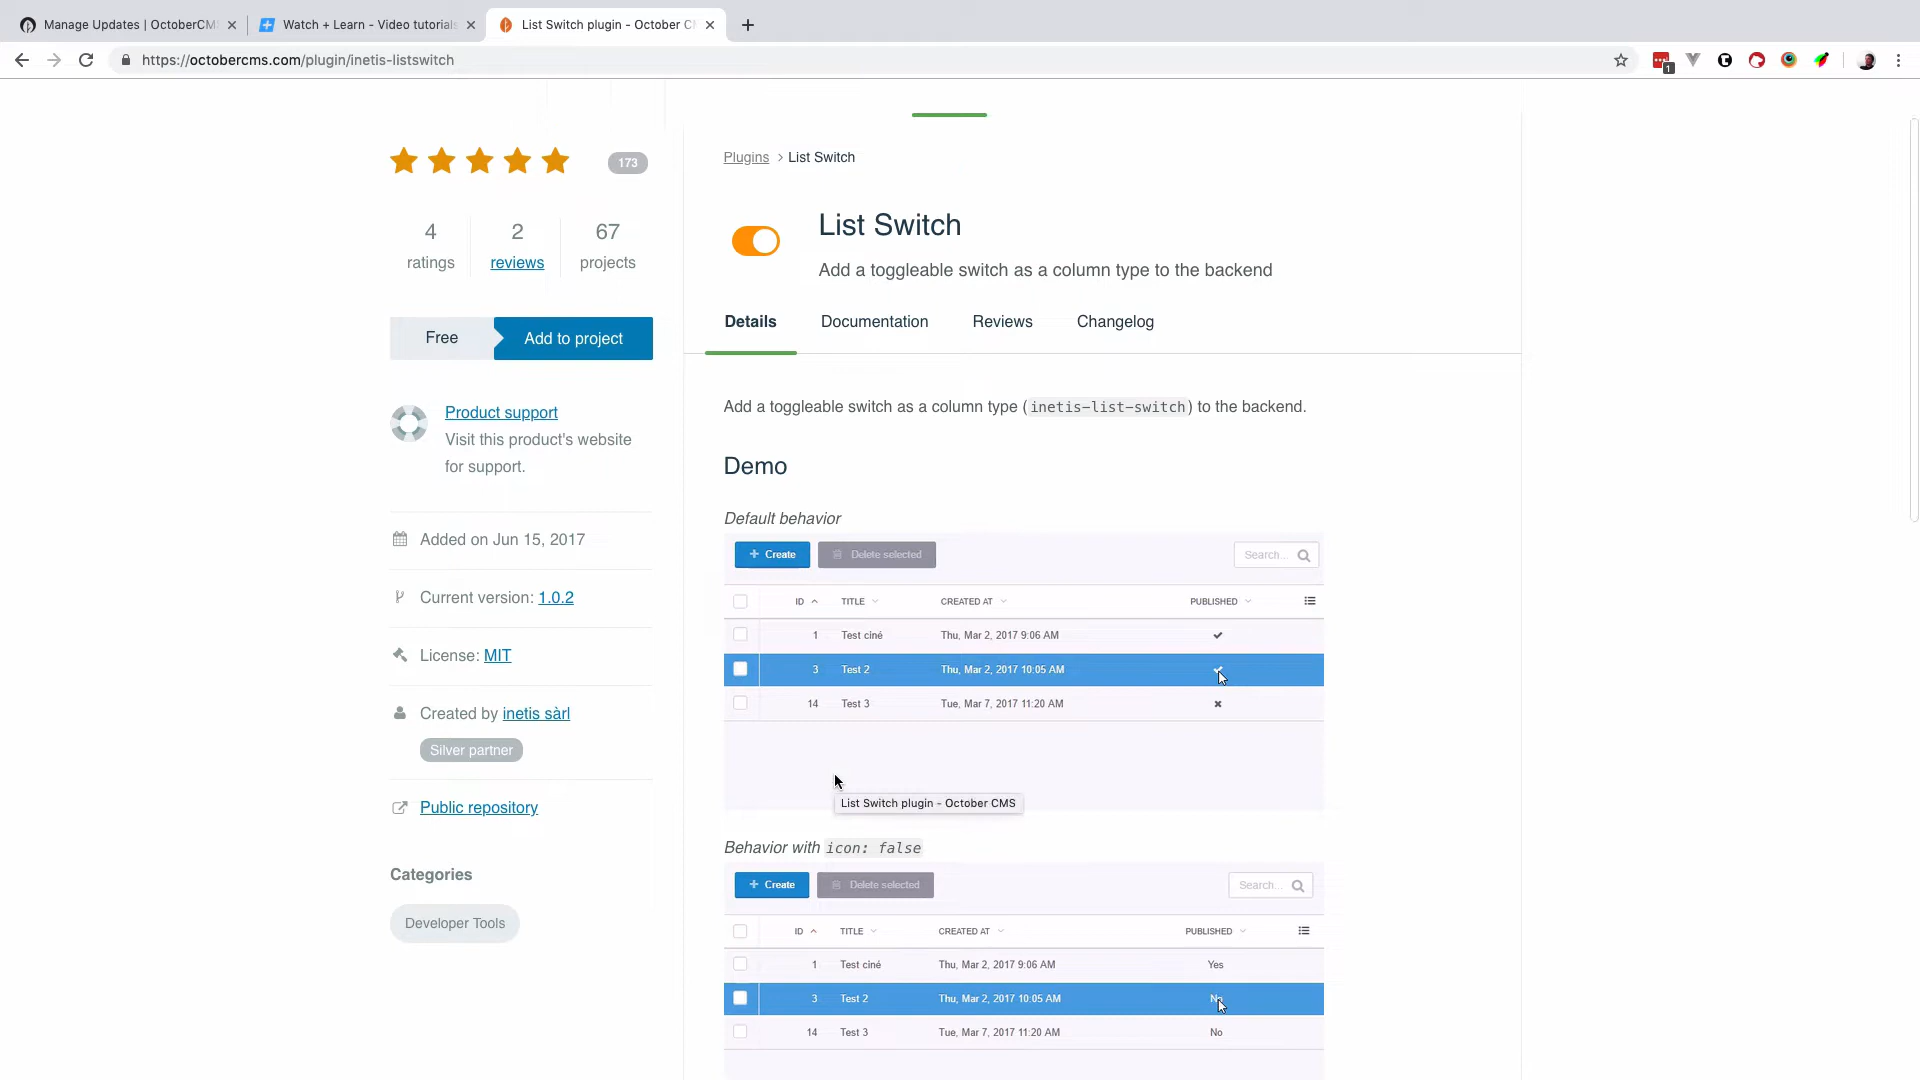 Manage Updates | OctoberCM
Watch + Learn - Video tutorials
List Switch plugin - October C
https://octobercms.com/plugin/inetis-listswitch
1
173
4
2
67
ratings
reviews
projects
Free
Add to project
Product support
Visit this product's website
for support.
Added on Jun 15, 2017
Current version: 1.0.2
License: MIT
Created by inetis sàrl
Silver partner
Public repository
Categories
Developer Tools
Plugins > List Switch
List Switch
Add a toggleable switch as a column type to the backend
Details
Documentation
Reviews
Changelog
Add a toggleable switch as a column type (inetis-list-switch) to the backend.
Demo
Default behavior
+ Create
Delete selected
Search...
ID
TITLE
CREATED AT
PUBLISHED
1
Test ciné
Thu, Mar 2, 2017 9:06 AM
3
Test 2
Thu, Mar 2, 2017 10:05 AM
14
Test 3
Tue, Mar 7, 2017 11:20 AM
List Switch plugin - October CMS
Behavior with icon: false
+ Create
Delete selected
Search...
ID
TITLE
CREATED AT
PUBLISHED
1
Test ciné
Thu, Mar 2, 2017 9:06 AM
Yes
3
Test 2
Thu, Mar 2, 2017 10:05 AM
No
14
Test 3
Tue, Mar 7, 2017 11:20 AM
No